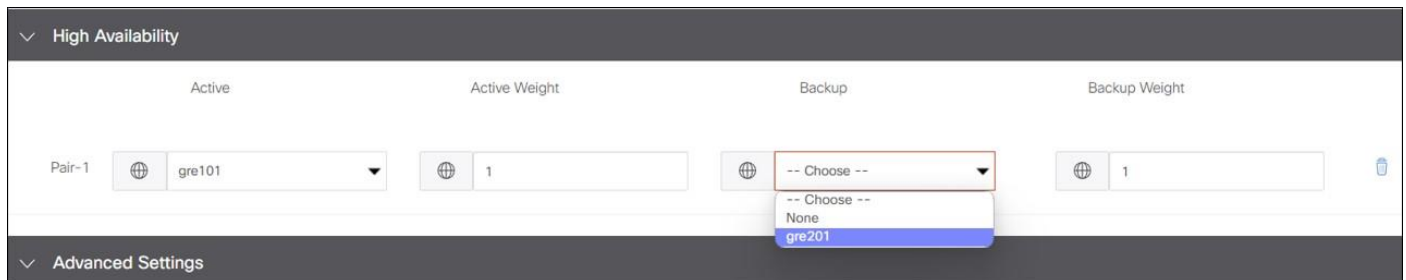 High Availability
Active Active Weight Backup Backup Weight
Pair-1 gre101 1 -- Choose -- 1
-- Choose --
None
gre201
Advanced Settings